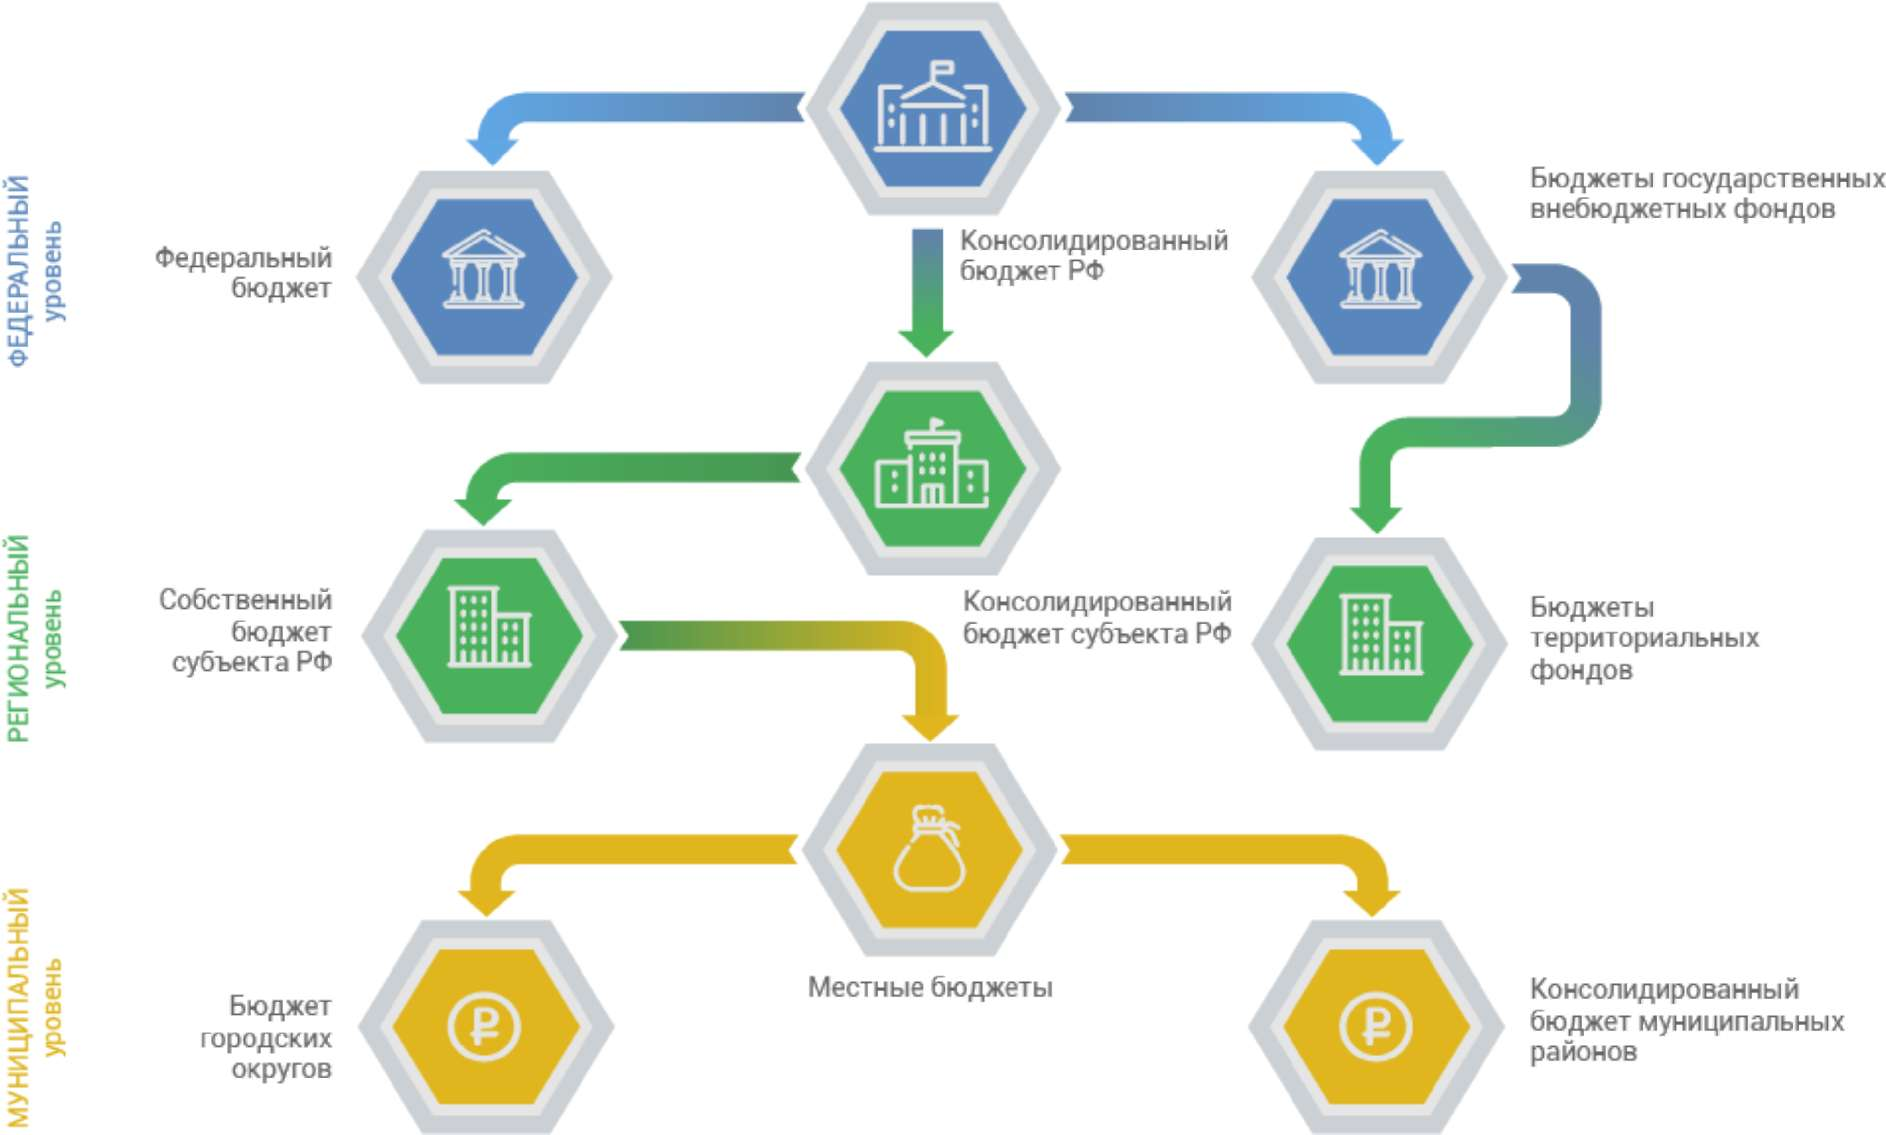 ФЕДЕРАЛЬНЫЙ
уровень
Федеральный
бюджет
Консолидированный
бюджет РФ
Бюджеты государственных
внебюджетных фондов
РЕГИОНАЛЬНЫЙ
уровень
Собственный
бюджет
субъекта РФ
Консолидированный
бюджет субъекта РФ
Бюджеты
территориальных
фондов
МУНИЦИПАЛЬНЫЙ
уровень
Бюджет
городских
округов
Местные бюджеты
Консолидированный
бюджет муниципальных
районов